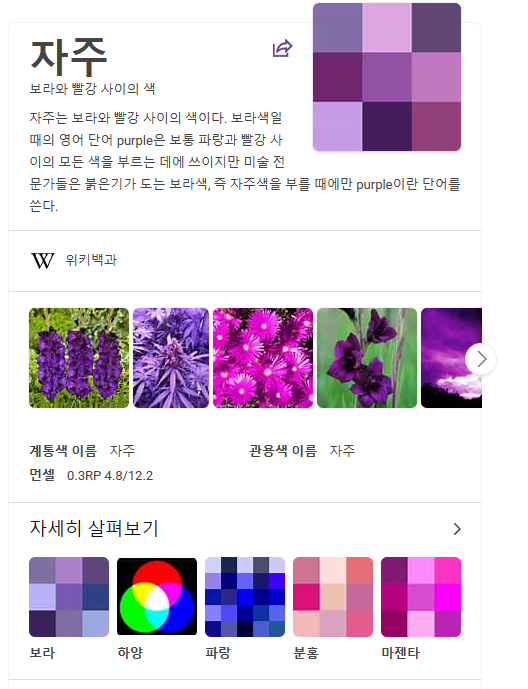 자주
보라와 빨강 사이의 색
자주는 보라와 빨강 사이의 색이다. 보라색일
때의 영어 단어 purple은 보통 파랑과 빨강 사
이의 모든 색을 부르는 데에 쓰이지만 미술 전
문가들은 붉은기가 도는 보라색, 즉 자주색을 부를 때에만 purple이란 단어를
쓴다.
W 위키백과
계통색 이름 자주 관용색 이름 자주
먼셀 0.3RP 4.8/12.2
자세히 살펴보기
보라 하양 파랑 분홍 마젠타